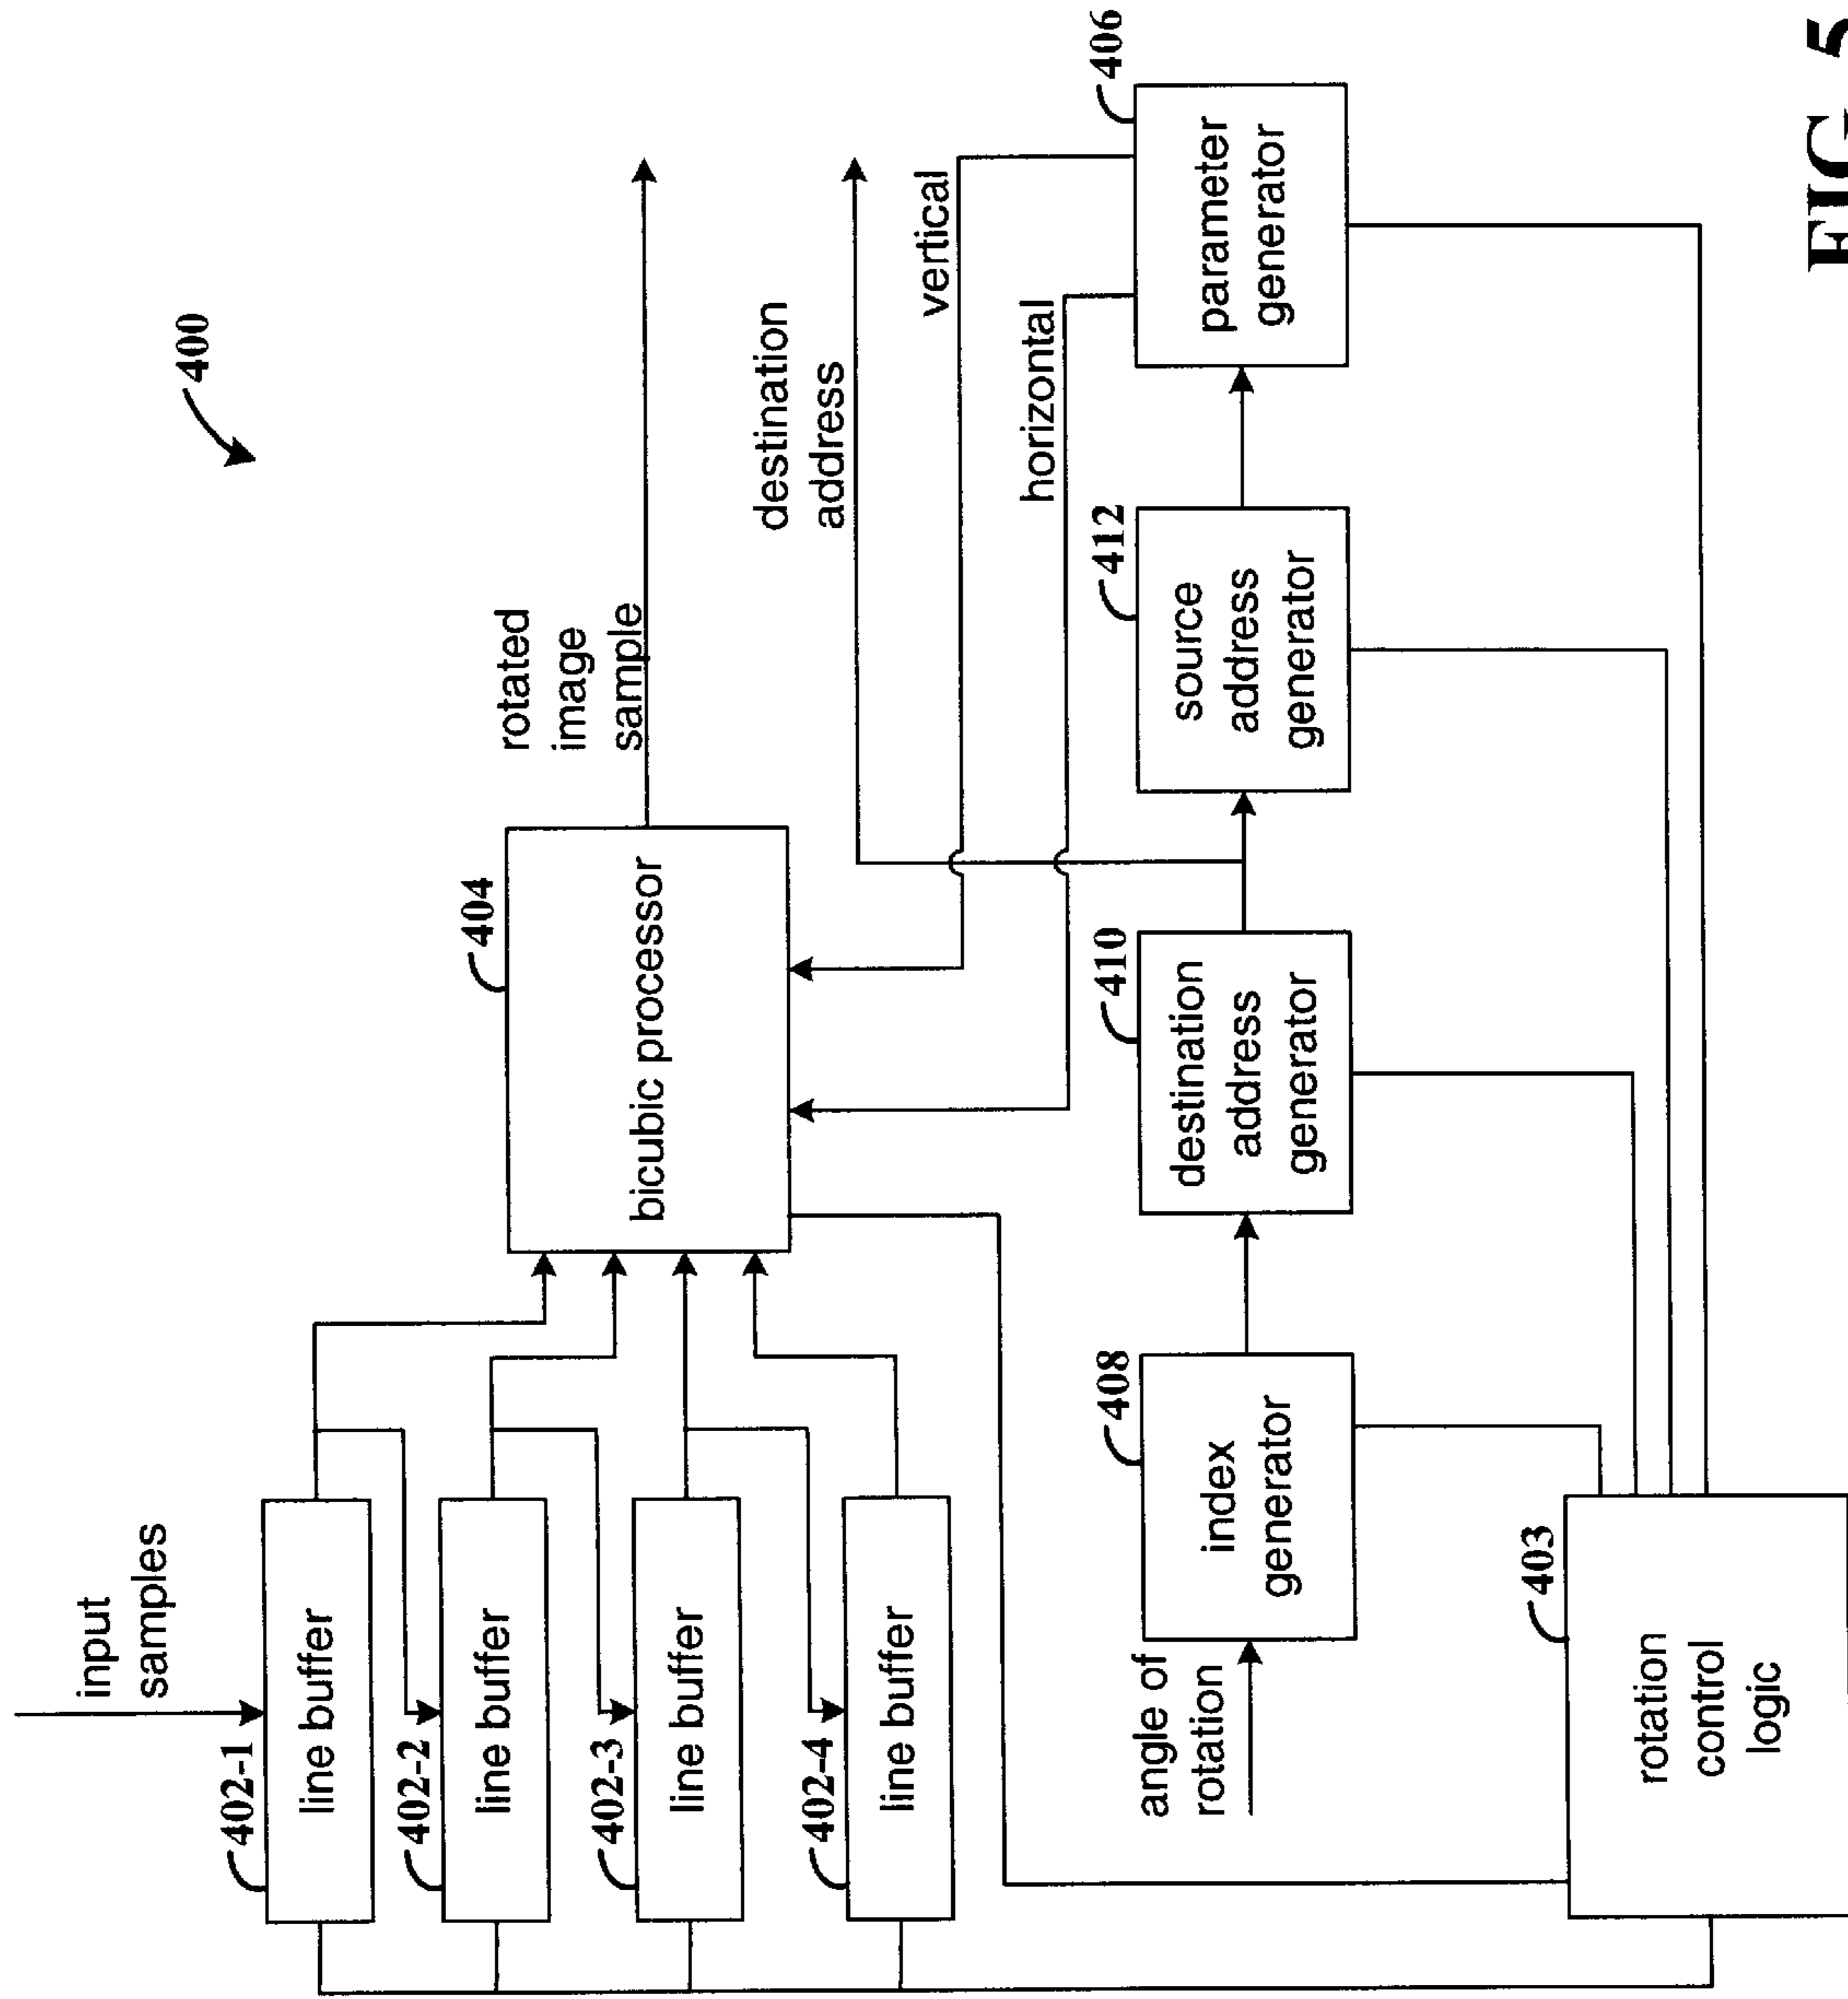 400
input
samples
402-1
line buffer
402-2
line buffer
402-3
line buffer
402-4
line buffer
404
bicubic processor
rotated
image
sample
destination
address
vertical
horizontal
angle of
rotation
408
index
generator
410
destination
address
generator
412
source
address
generator
406
parameter
generator
403
rotation
control
logic
FIG 5